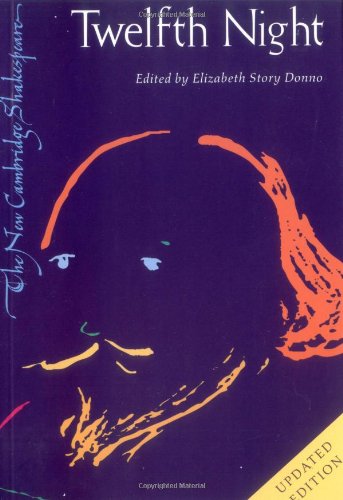 Twelfth Night
Edited by Elizabeth Story Donno
The New Cambridge Shakespeare
UPDATED
EDITION